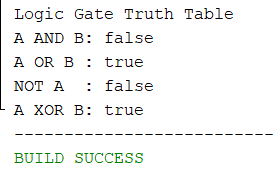 Logic Gate Truth Table
A AND B: false
A OR B : true
NOT A  : false
A XOR B: true
--------------------------
BUILD SUCCESS